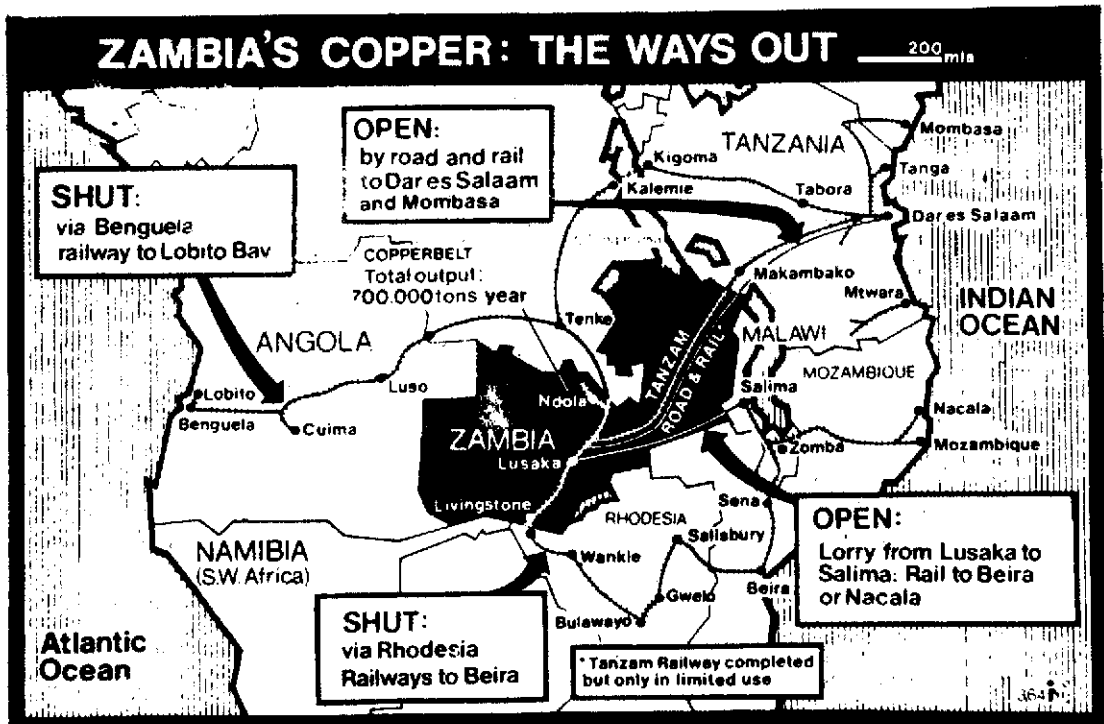 ZAMBIA'S COPPER: THE WAYS OUT
200 mls
OPEN:
by road and rail
to Dar es Salaam
and Mombasa
SHUT:
via Benguela
railway to Lobito Bay
COPPERBELT
Total output:
700.000 tons year
TANZANIA
Mombasa
Tanga
Kigoma
Kalemie
Tabora
Dar es Salaam
Makambako
Mtwara
INDIAN
OCEAN
Tenke
ANGOLA
MALAWI
MOZAMBIQUE
TANZAM
ROAD & RAIL*
Luso
Salima
Lobito
Benguela
Cuima
Ndola
Nacala
ZAMBIA
Lusaka
Zomba
Mozambique
Livingstone
Sena
RHODESIA
Salisbury
OPEN:
Lorry from Lusaka to
Salima: Rail to Beira
or Nacala
NAMIBIA
(S.W. Africa)
Wankie
Gwelo
Beira
Bulawayo
SHUT:
via Rhodesia
Railways to Beira
Atlantic
Ocean
* Tanzam Railway completed
but only in limited use